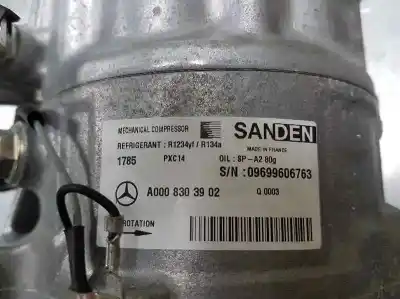 MECHANICAL COMPRESSOR
SANDEN
REFRIGERANT : R1234yf / R134a
MADE IN FRANCE
1785 PXC14 OIL : SP-A2 80g
S/N : 09699606763
A000 830 39 02 Q 0003
ROTATION